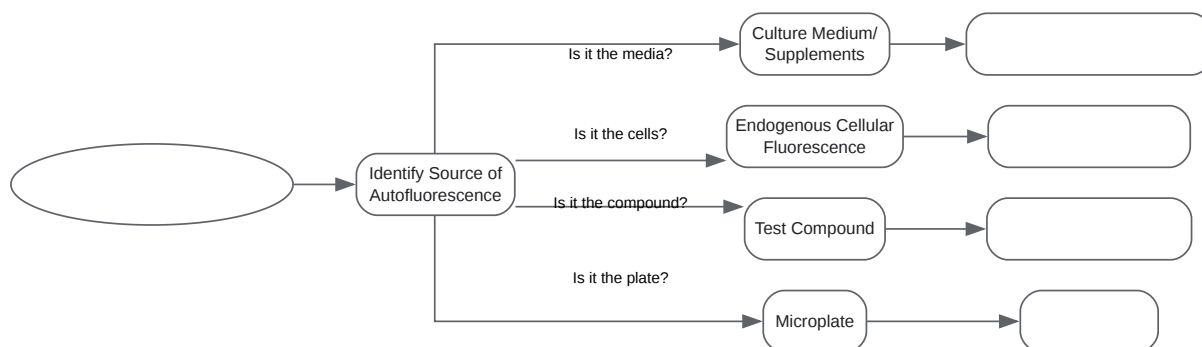 Culture Medium/
Supplements
Is it the media?
Endogenous Cellular
Fluorescence
Is it the cells?
Identify Source of
Autofluorescence
Is it the compound?
Test Compound
Is it the plate?
Microplate